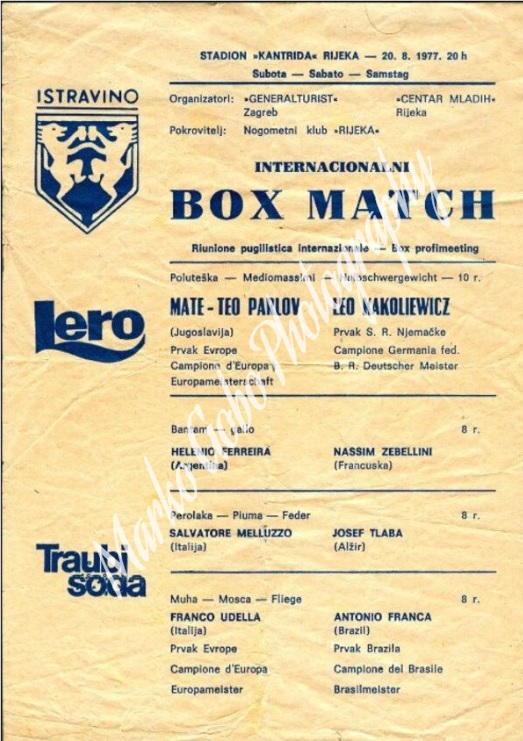 STADION »KANTRIDA« RIJEKA — 20. 8. 1977. 20 h
Subota — Sabato — Samstag
ISTRAVINO
Organizatori: »GENERALTURIST« »CENTAR MLADIH«
Zagreb Rijeka
Pokrovitelj: Nogometni klub »RIJEKA«
INTERNACIONALNI
BOX MATCH
Riunione pugilistica internazionale — Box profimeeting
Poluteška — Mediomassimi — Halbschwergewicht — 10 r.
Lero
MATE - TEO PARLOV LEO KAKOLIEWICZ
(Jugoslavija) Prvak S. R. Njemačke
Prvak Evrope Campione Germania fed.
Campione d'Europa B. R. Deutscher Meister
Europameisterschaft
Bantam — gallo 8 r.
HELENIO FERREIRA NASSIM ZEBELLINI
(Argentina) (Francuska)
Perolaka — Piuma — Feder 8 r.
SALVATORE MELLUZZO JOSEF TLABA
(Italija) (Alžir)
Traubi
soda
Muha — Mosca — Fliege 8 r.
FRANCO UDELLA ANTONIO FRANCA
(Italija) (Brazil)
Prvak Evrope Prvak Brazila
Campione d'Europa Campione del Brasile
Europameister Brasilmeister
Marko Gobo Photography